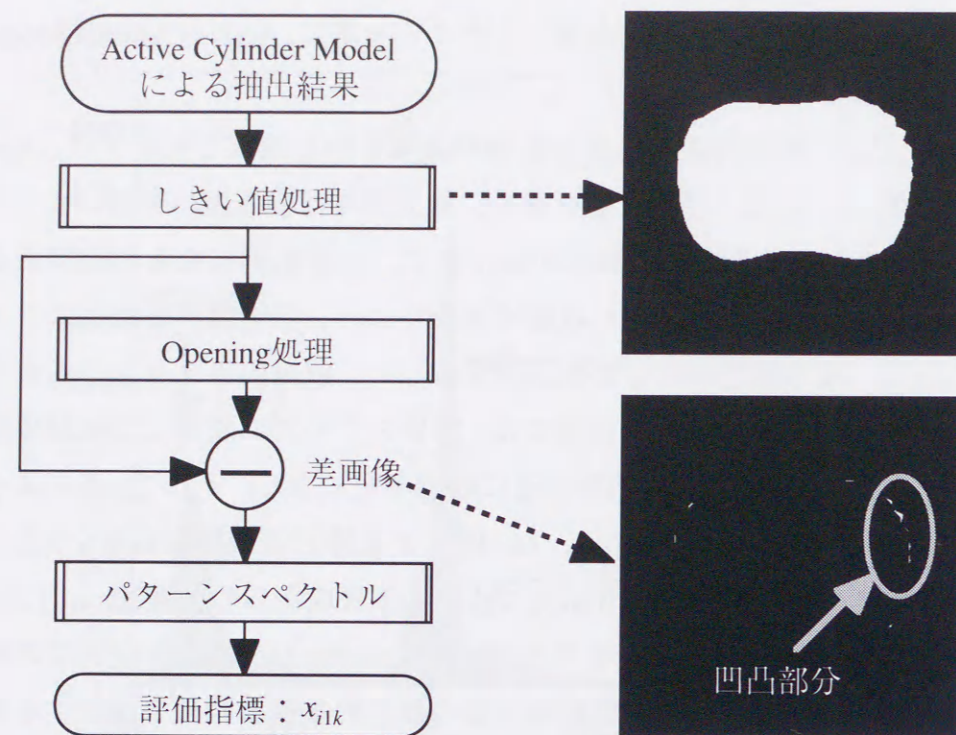 Active Cylinder Model
による抽出結果
しきい値処理
Opening処理
差画像
パターンスペクトル
評価指標：x_{i1k}
凹凸部分